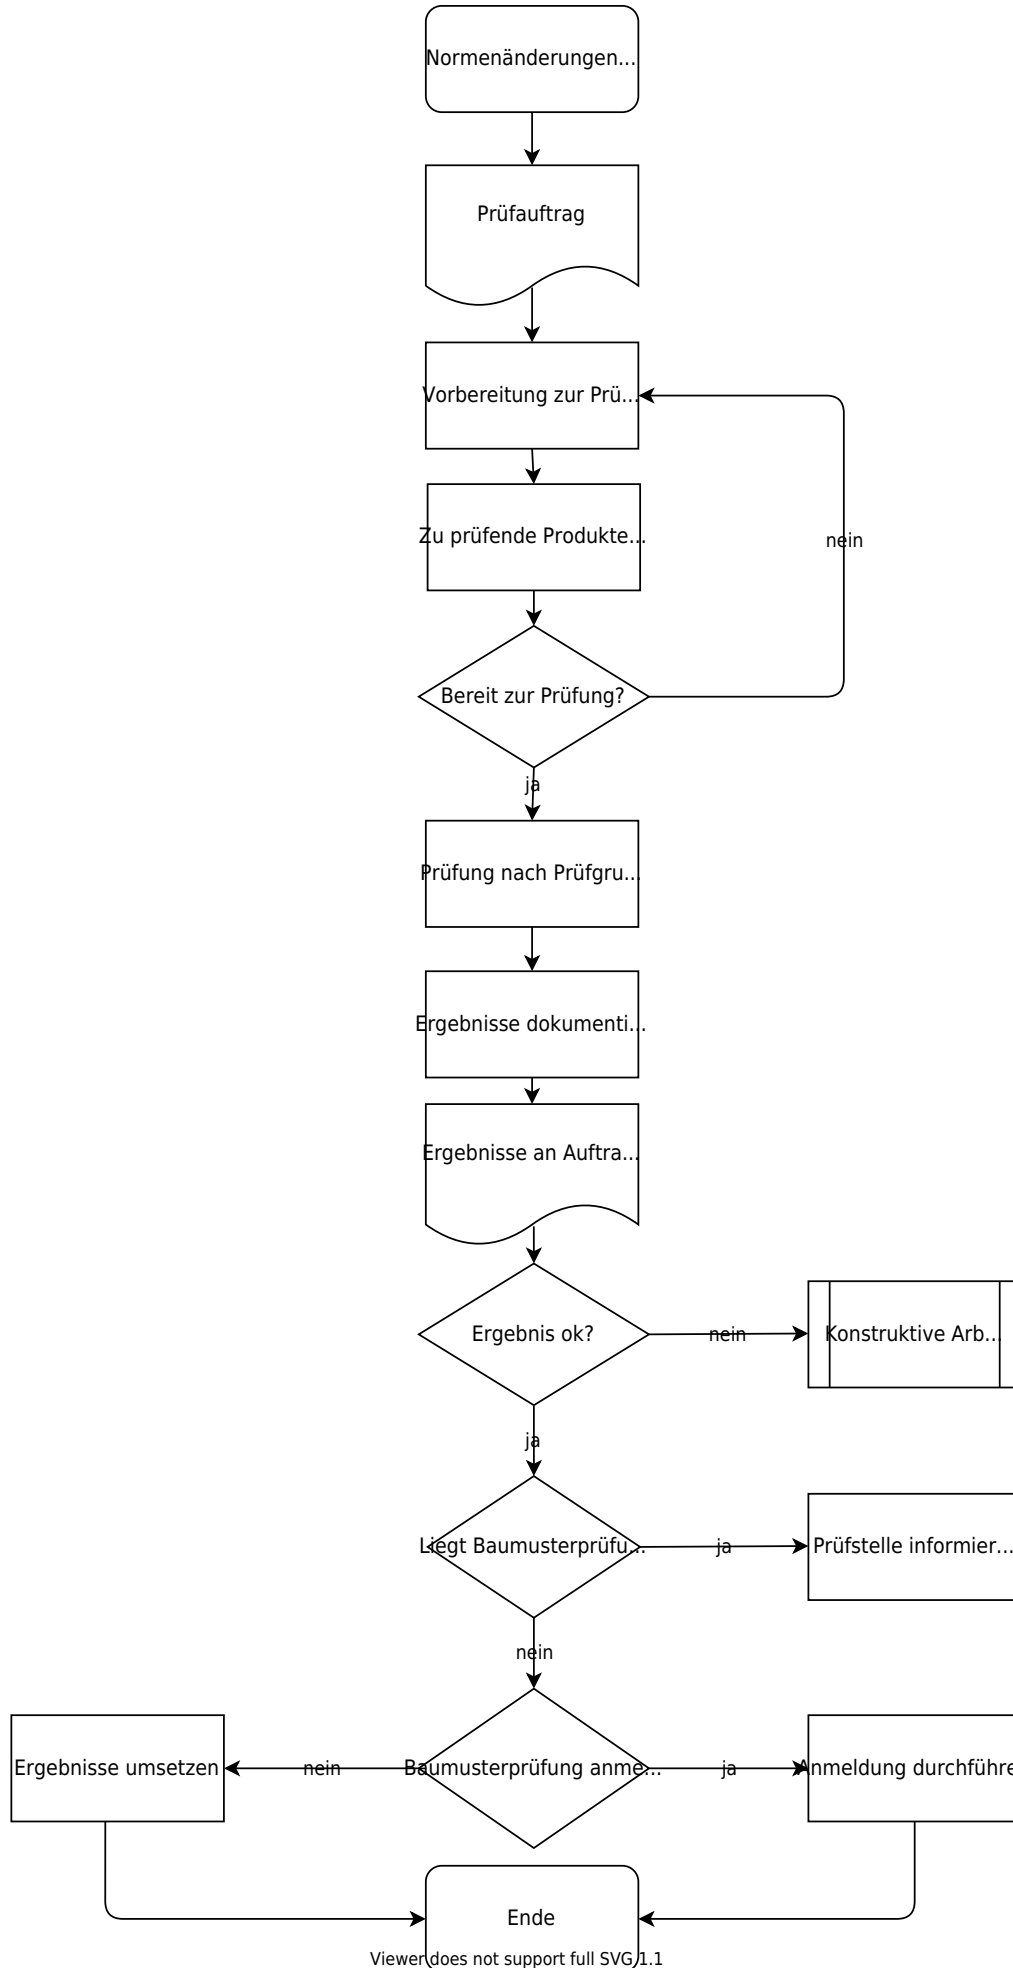 Normenänderungen...
Prüfauftrag
Vorbereitung zur Prü...
Zu prüfende Produkte...
nein
Bereit zur Prüfung?
ja
Prüfung nach Prüfgru...
Ergebnisse dokumenti...
Ergebnisse an Auftra...
Ergebnis ok?
nein
Konstruktive Arb...
ja
Liegt Baumusterprüfu...
ja
Prüfstelle informier...
nein
Ergebnisse umsetzen
nein
Baumusterprüfung anme...
ja
Anmeldung durchführe
Ende
Viewer does not support full SVG 1.1